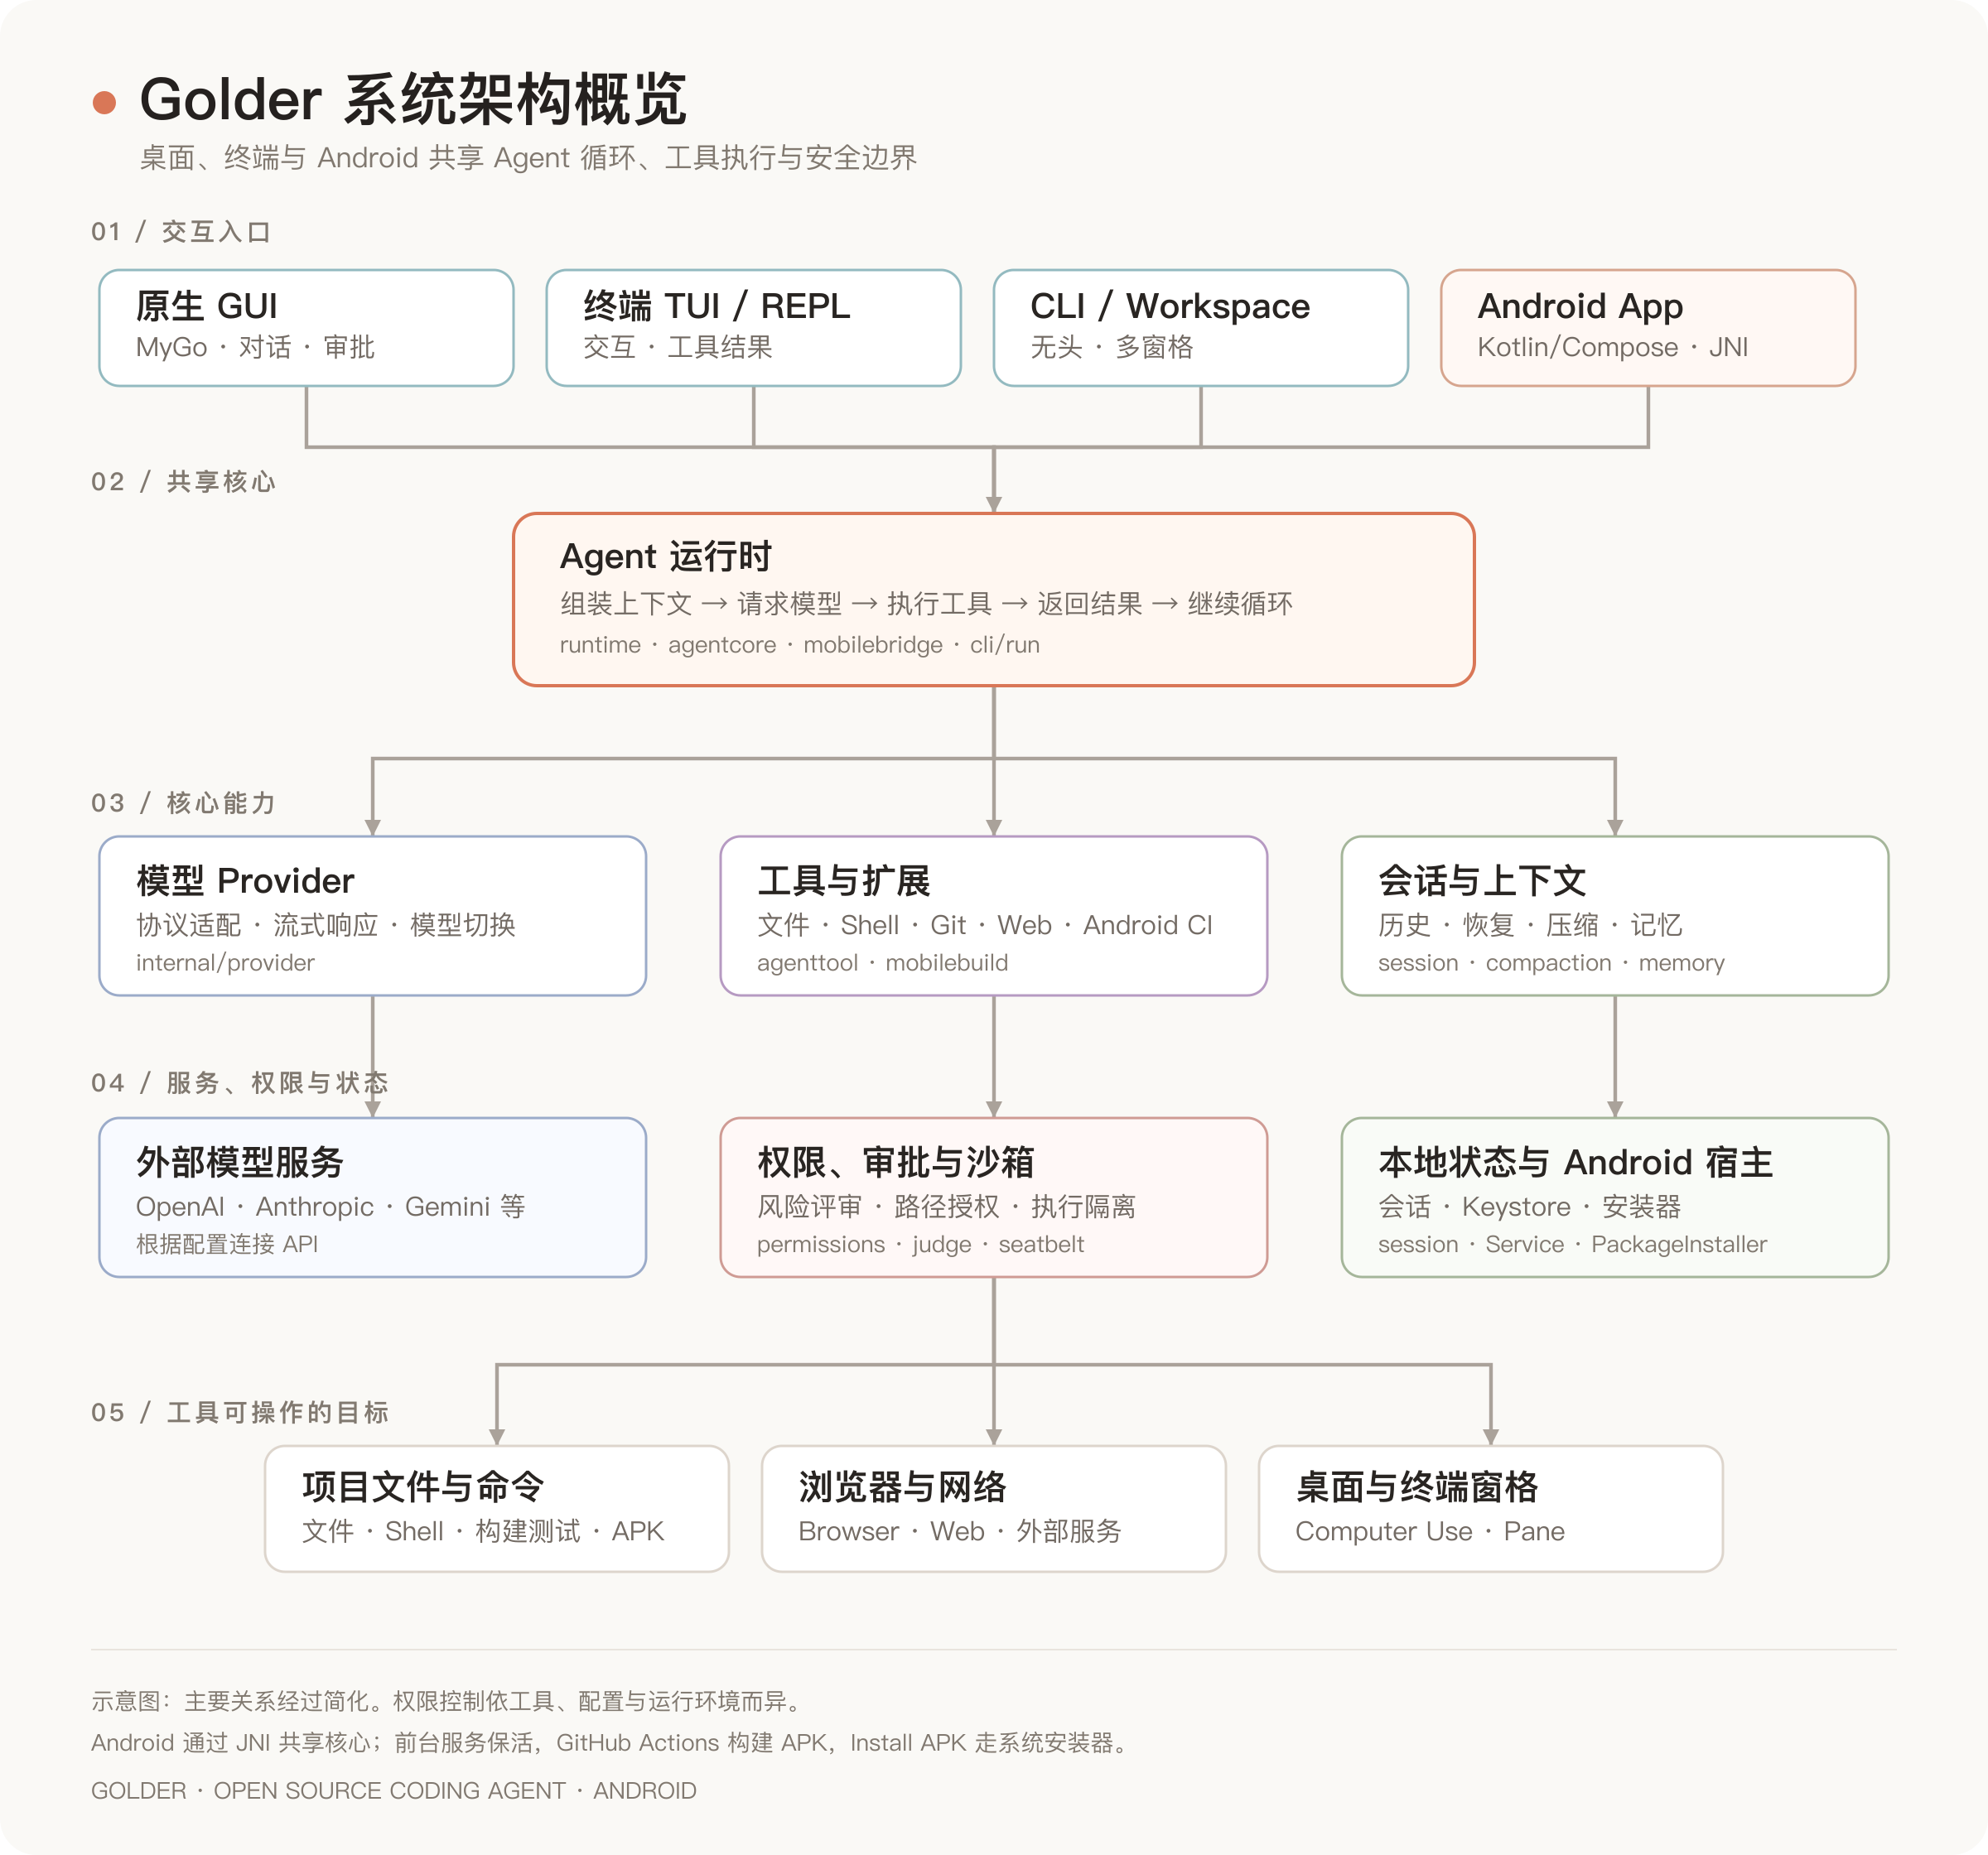 Golder 系统架构概览
桌面、终端与 Android 共享 Agent 循环、工具执行与安全边界
01 / 交互入口
原生 GUI
MyGo · 对话 · 审批
终端 TUI / REPL
交互 · 工具结果
CLI / Workspace
无头 · 多窗格
Android App
Kotlin/Compose · JNI
02 / 共享核心
Agent 运行时
组装上下文 → 请求模型 → 执行工具 → 返回结果 → 继续循环
runtime · agentcore · mobilebridge · cli/run
03 / 核心能力
模型 Provider
协议适配 · 流式响应 · 模型切换
internal/provider
工具与扩展
文件 · Shell · Git · Web · Android CI
agenttool · mobilebuild
会话与上下文
历史 · 恢复 · 压缩 · 记忆
session · compaction · memory
04 / 服务、权限与状态
外部模型服务
OpenAI · Anthropic · Gemini 等
根据配置连接 API
权限、审批与沙箱
风险评审 · 路径授权 · 执行隔离
permissions · judge · seatbelt
本地状态与 Android 宿主
会话 · Keystore · 安装器
session · Service · PackageInstaller
05 / 工具可操作的目标
项目文件与命令
文件 · Shell · 构建测试 · APK
浏览器与网络
Browser · Web · 外部服务
桌面与终端窗格
Computer Use · Pane
示意图：主要关系经过简化。权限控制依工具、配置与运行环境而异。
Android 通过 JNI 共享核心；前台服务保活，GitHub Actions 构建 APK，Install APK 走系统安装器。
GOLDER · OPEN SOURCE CODING AGENT · ANDROID